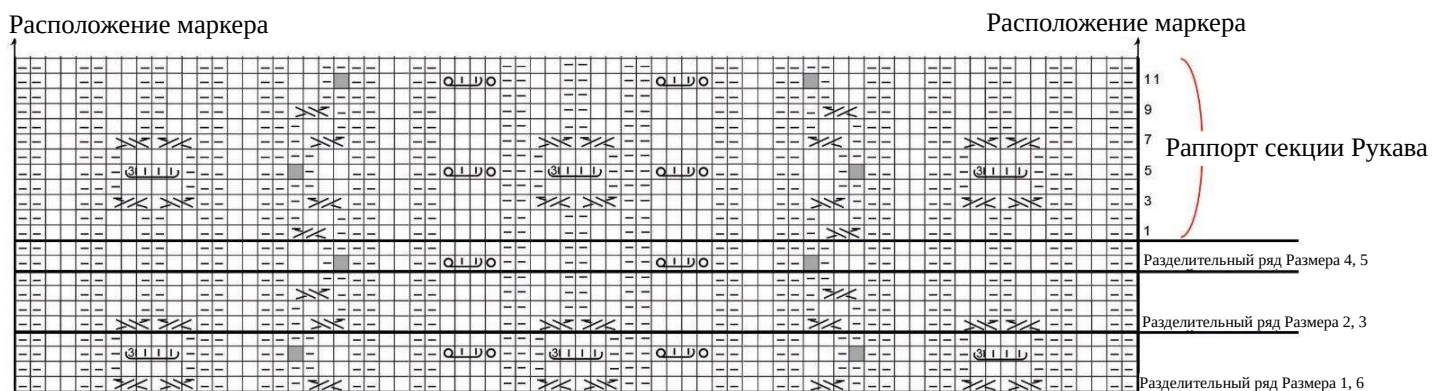 Расположение маркера
Расположение маркера
11
9
7
Раппорт секции Рукава
5
3
1
Разделительный ряд Размера 4, 5
Разделительный ряд Размера 2, 3
Разделительный ряд Размера 1, 6